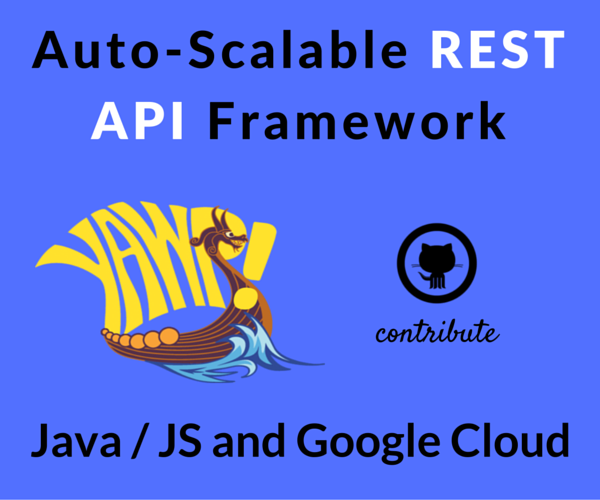 Auto-Scalable REST
API Framework
YAWP!
contribute
Java / JS and Google Cloud